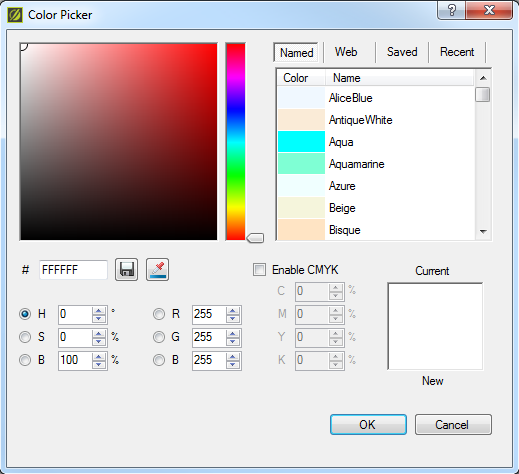 Color Picker
?
Named Web Saved Recent
Color Name
AliceBlue
AntiqueWhite
Aqua
Aquamarine
Azure
Beige
Bisque
# FFFFFF
Enable CMYK
Current
H 0 ° R 255 C 0 %
S 0 % G 255 M 0 %
B 100 % B 255 Y 0 %
K 0 %
New
OK Cancel